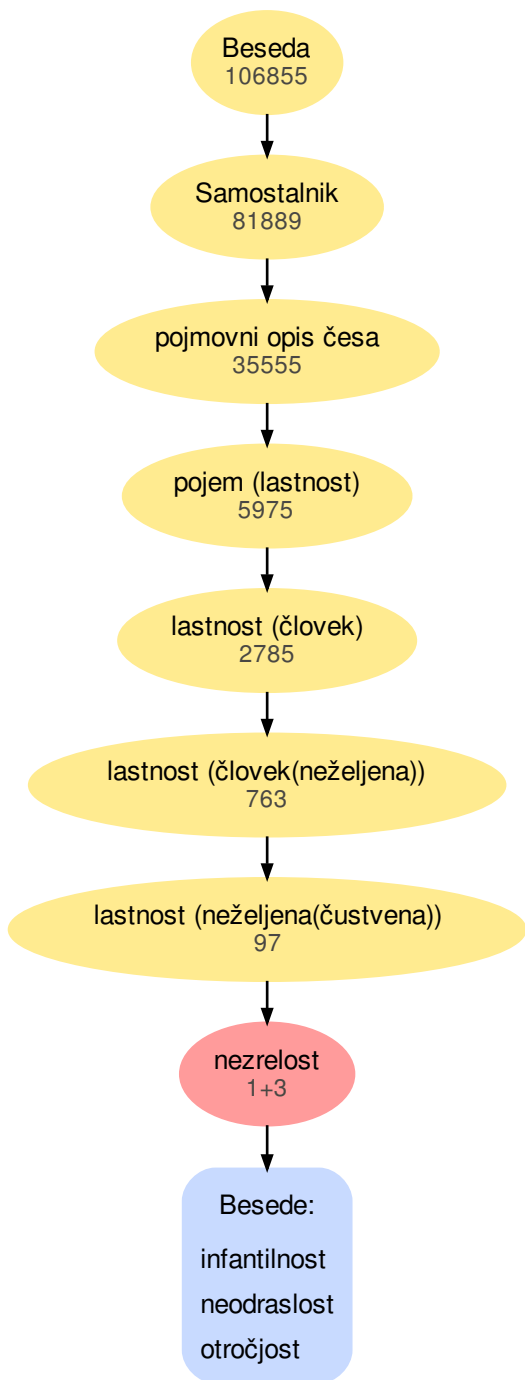 Beseda
106855
Samostalnik
81889
pojmovni opis česa
35555
pojem (lastnost)
5975
lastnost (človek)
2785
lastnost (človek(neželjena))
763
lastnost (neželjena(čustvena))
97
nezrelost
1+3
Besede:
infantilnost
neodraslost
otročjost